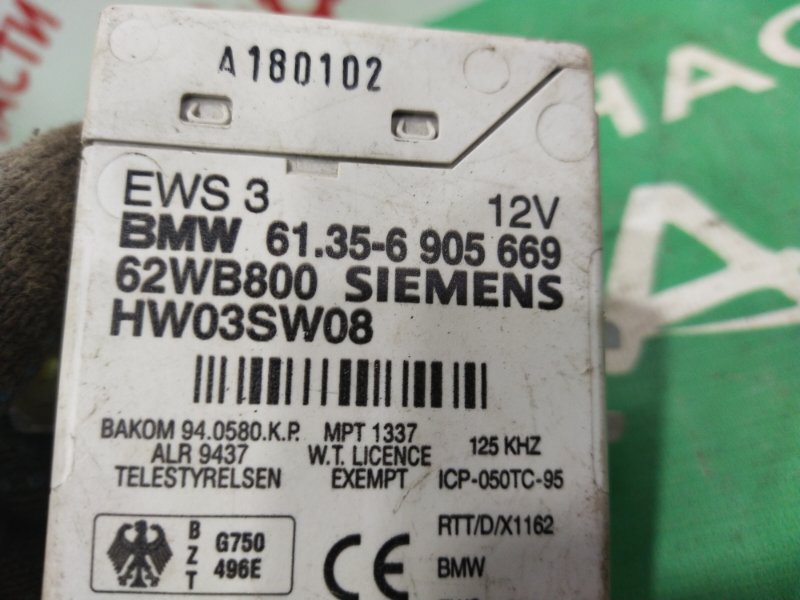 A180102
EWS 3 12V
BMW 61.35-6 905 669
62WB800 SIEMENS
HW03SW08
BAKOM 94.0580.K.P. MPT 1337
ALR 9437 W.T. LICENCE 125 KHZ
TELESTYRELSEN EXEMPT ICP-050TC-95
BZT G750 496E CE RTT/D/X1162
BMW